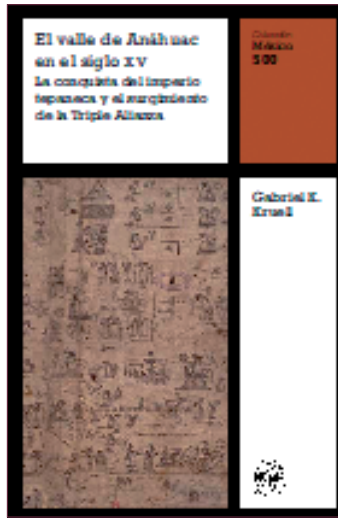 El valle de Anáhuac
en el siglo XV
La conquista del imperio
tepaneca y el surgimiento
de la Triple Alianza
Colección
México
500
Gabriel K.
Kruell